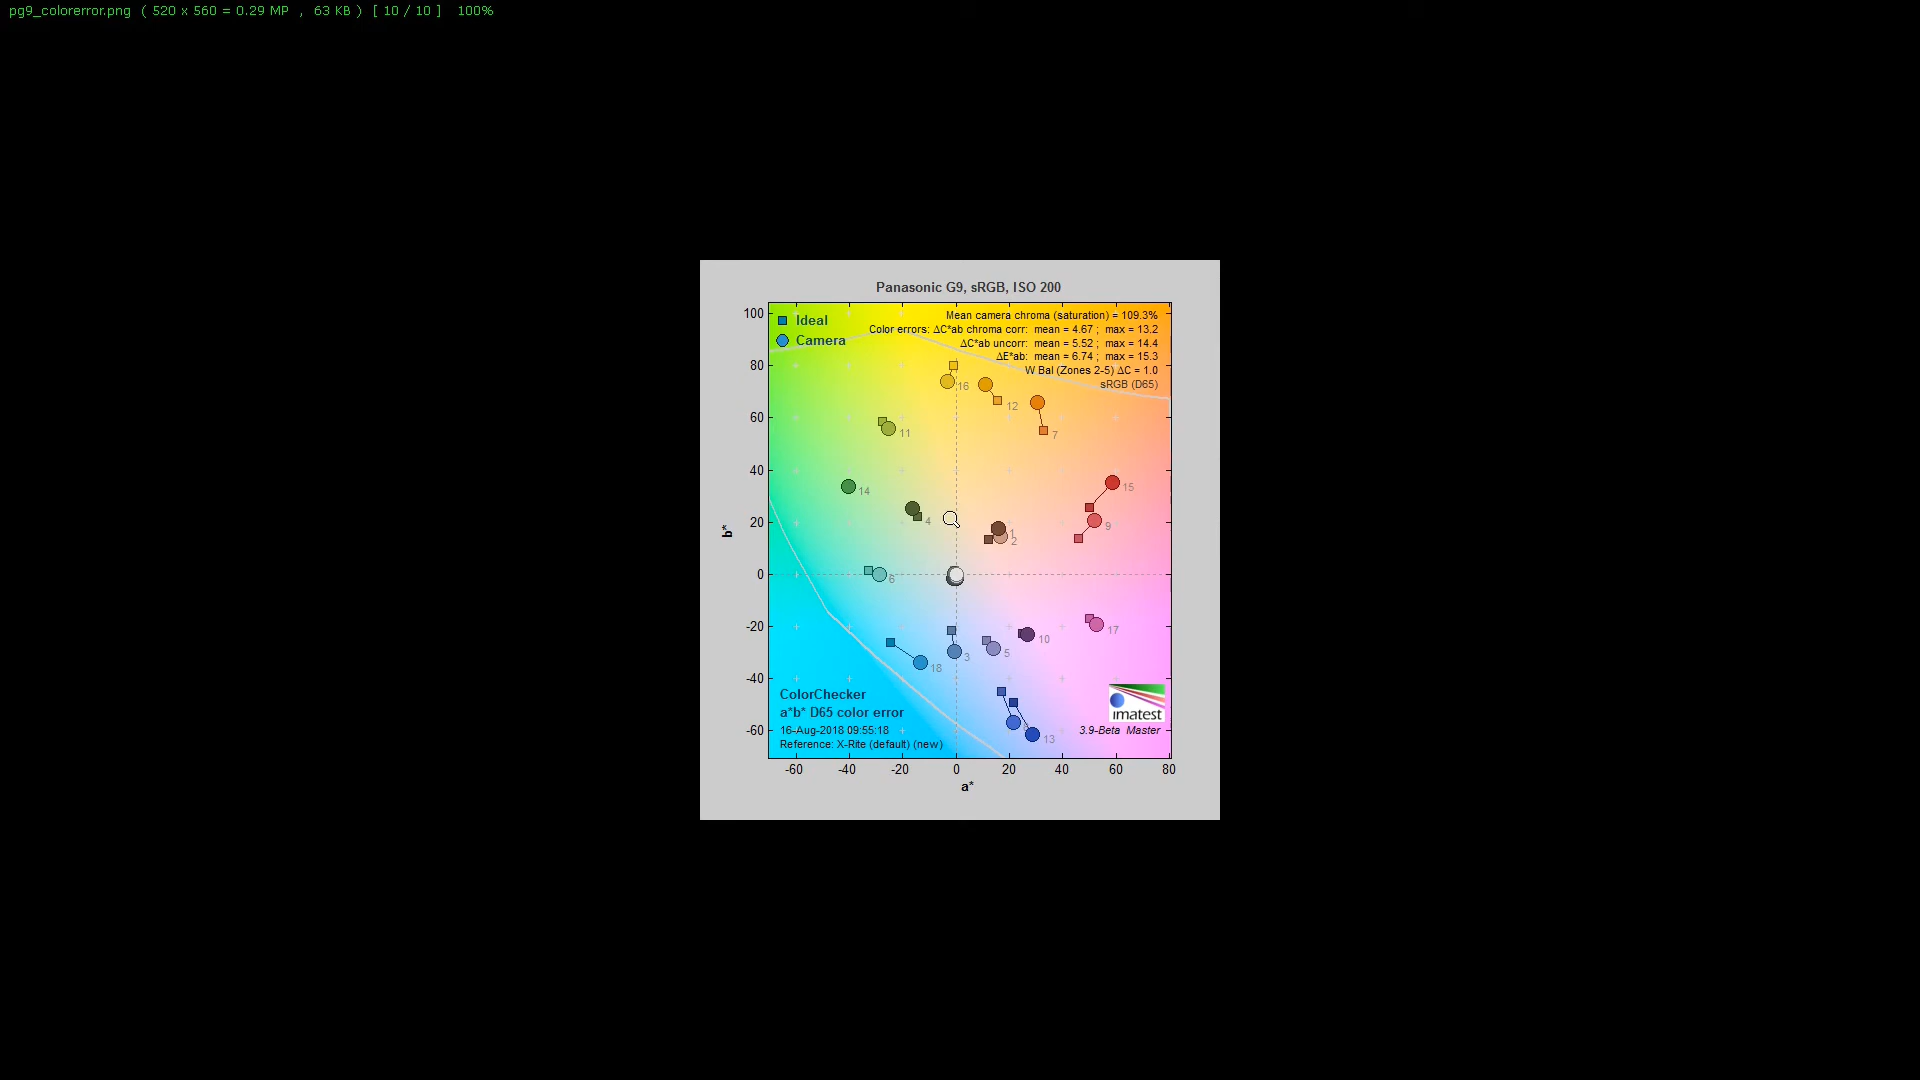 pg9_colorerror.png ( 520 x 560 = 0.29 MP , 63 KB ) [ 10 / 10 ] 100%
Panasonic G9, sRGB, ISO 200
Ideal
Camera
Mean camera chroma (saturation) = 109.3%
Color errors: ΔC*ab chroma corr: mean = 4.67 ; max = 13.2
ΔC*ab uncorr: mean = 5.52 ; max = 14.4
ΔE*ab: mean = 6.74 ; max = 15.3
W Bal (Zones 2-5) ΔC = 1.0
sRGB (D65)
100
80
60
40
20
0
-20
-40
-60
b*
16
12
7
11
14
15
4
9
1
2
6
10
17
5
3
18
13
ColorChecker
a*b* D65 color error
16-Aug-2018 09:55:18
Reference: X-Rite (default) (new)
imatest
3.9-Beta Master
-60 -40 -20 0 20 40 60 80
a*